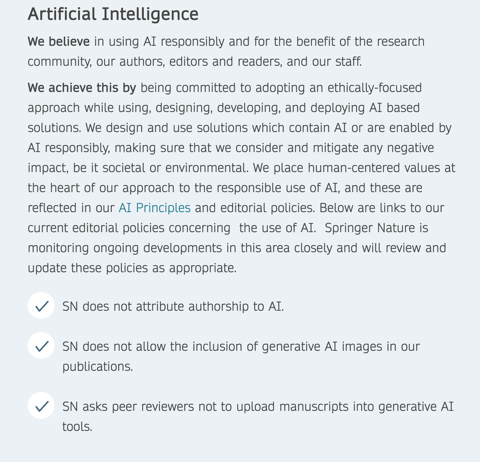 Artificial Intelligence
We believe in using AI responsibly and for the benefit of the research
community, our authors, editors and readers, and our staff.
We achieve this by being committed to adopting an ethically-focused
approach while using, designing, developing, and deploying AI based
solutions. We design and use solutions which contain AI or are enabled by
AI responsibly, making sure that we consider and mitigate any negative
impact, be it societal or environmental. We place human-centered values at
the heart of our approach to the responsible use of AI, and these are
reflected in our AI Principles and editorial policies. Below are links to our
current editorial policies concerning  the use of AI.  Springer Nature is
monitoring ongoing developments in this area closely and will review and
update these policies as appropriate.
SN does not attribute authorship to AI.
SN does not allow the inclusion of generative AI images in our
publications.
SN asks peer reviewers not to upload manuscripts into generative AI
tools.